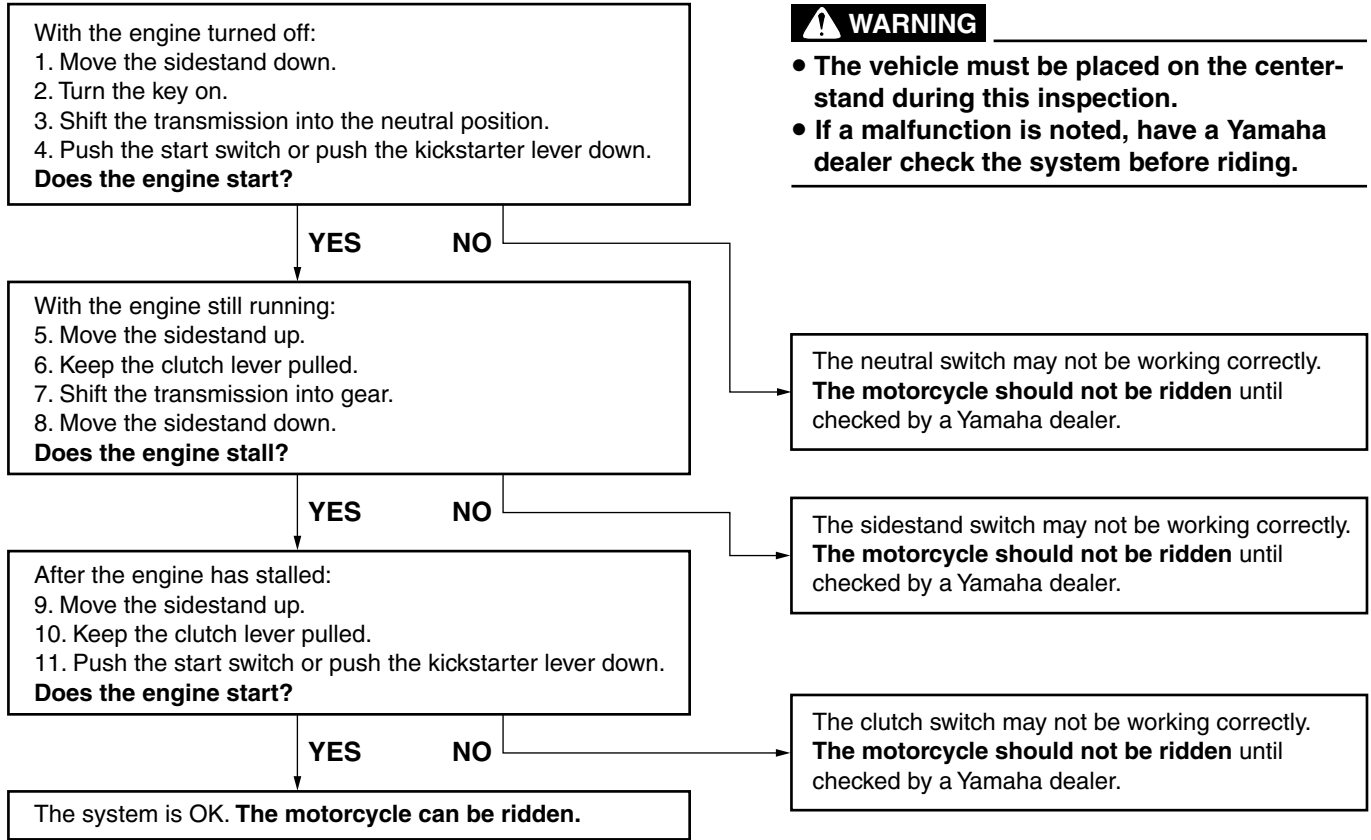 With the engine turned off:
1. Move the sidestand down.
2. Turn the key on.
3. Shift the transmission into the neutral position.
4. Push the start switch or push the kickstarter lever down.
Does the engine start?
WARNING
• The vehicle must be placed on the center-
stand during this inspection.
• If a malfunction is noted, have a Yamaha
dealer check the system before riding.
YES NO
With the engine still running:
5. Move the sidestand up.
6. Keep the clutch lever pulled.
7. Shift the transmission into gear.
8. Move the sidestand down.
Does the engine stall?
The neutral switch may not be working correctly.
The motorcycle should not be ridden until
checked by a Yamaha dealer.
YES NO
After the engine has stalled:
9. Move the sidestand up.
10. Keep the clutch lever pulled.
11. Push the start switch or push the kickstarter lever down.
Does the engine start?
The sidestand switch may not be working correctly.
The motorcycle should not be ridden until
checked by a Yamaha dealer.
YES NO
The system is OK. The motorcycle can be ridden.
The clutch switch may not be working correctly.
The motorcycle should not be ridden until
checked by a Yamaha dealer.